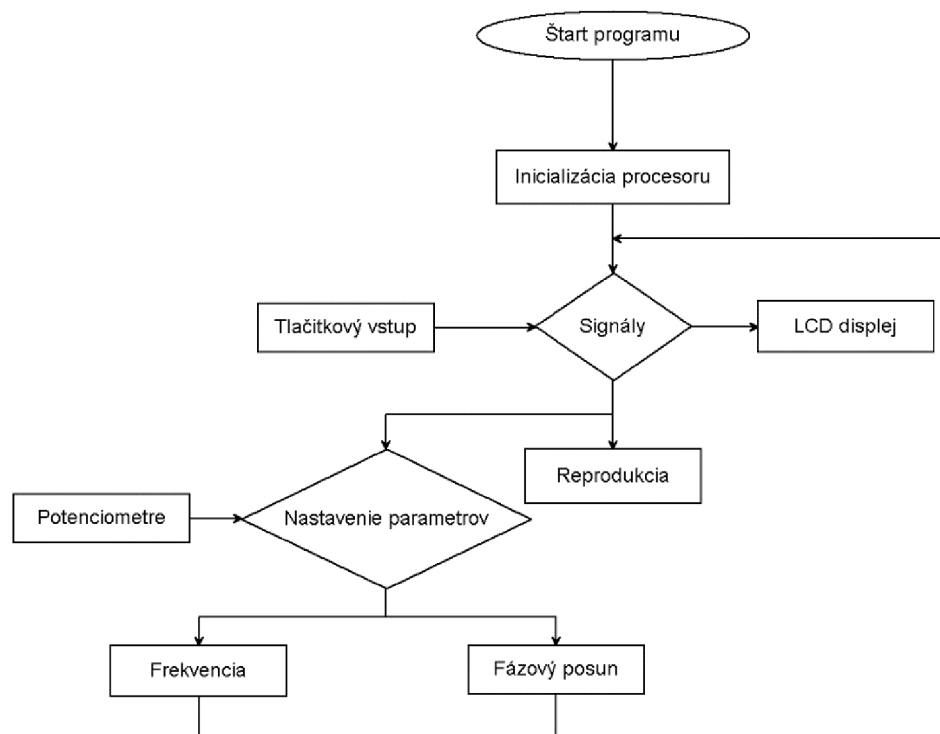 Štart programu
Inicializácia procesoru
Tlačitkový vstup
Signály
LCD displej
Reprodukcia
Potenciometre
Nastavenie parametrov
Frekvencia
Fázový posun